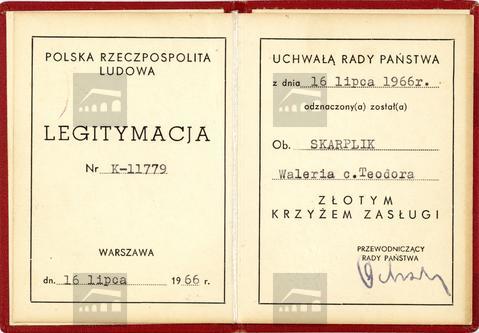 POLSKA RZECZPOSPOLITA
LUDOWA
LEGITYMACJA
Nr K-11779
WARSZAWA
dn. 16 lipca 1966 r.
UCHWAŁĄ RADY PAŃSTWA
z dnia 16 lipca 1966r.
odznaczony(a) został(a)
Ob. SKARPLIK
Waleria c.Teodora
ZŁOTYM
KRZYŻEM ZASŁUGI
PRZEWODNICZĄCY
RADY PAŃSTWA